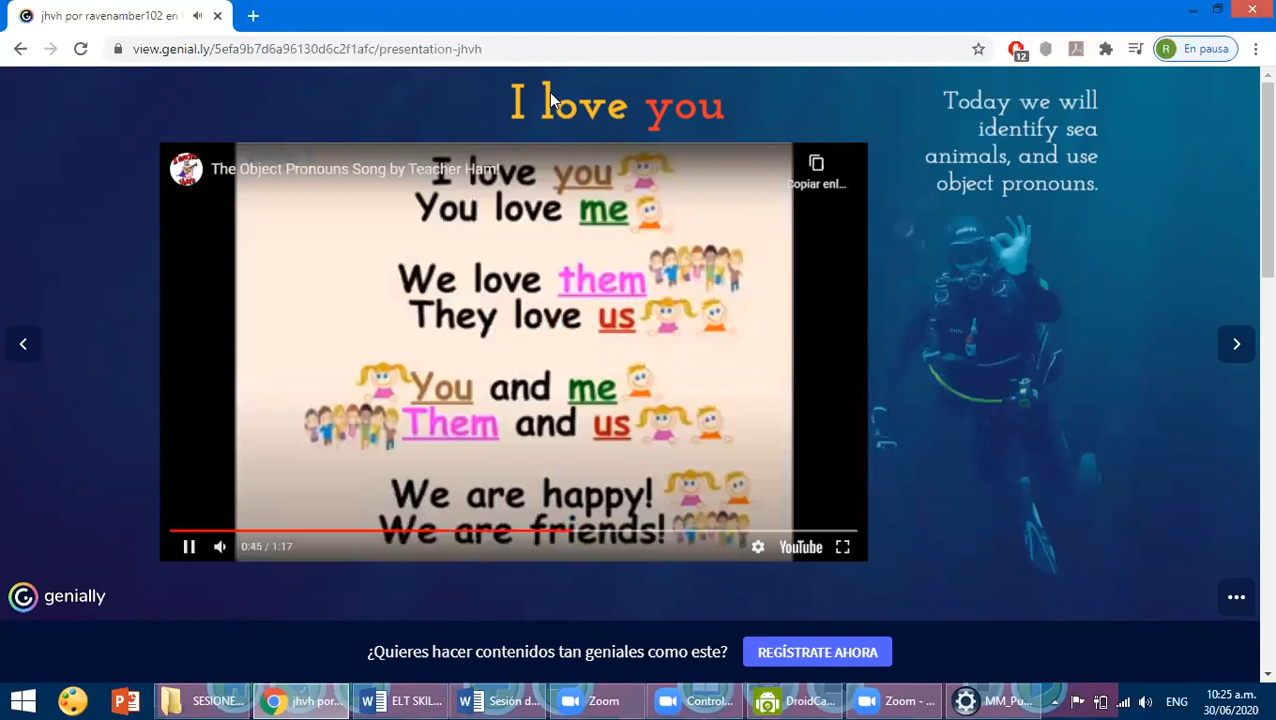 jhvh por ravenamber102 en
view.genial.ly/5efa9b7d6a96130d6c2f1afc/presentation-jhvh
12
R En pausa
I love you
Today we will
identify sea
animals, and use
object pronouns.
The Object Pronouns Song by Teacher Ham!
Copiar enl...
I love you
You love me
We love them
They love us
You and me
Them and us
We are happy!
We are friends!
0:45 / 1:17
YouTube
genially
¿Quieres hacer contenidos tan geniales como este?
REGÍSTRATE AHORA
SESIONE...
jhvh por...
ELT SKIL...
Sesión d...
Zoom
Control...
DroidCa...
Zoom - ...
MM_Pu...
ENG
10:25 a.m.
30/06/2020